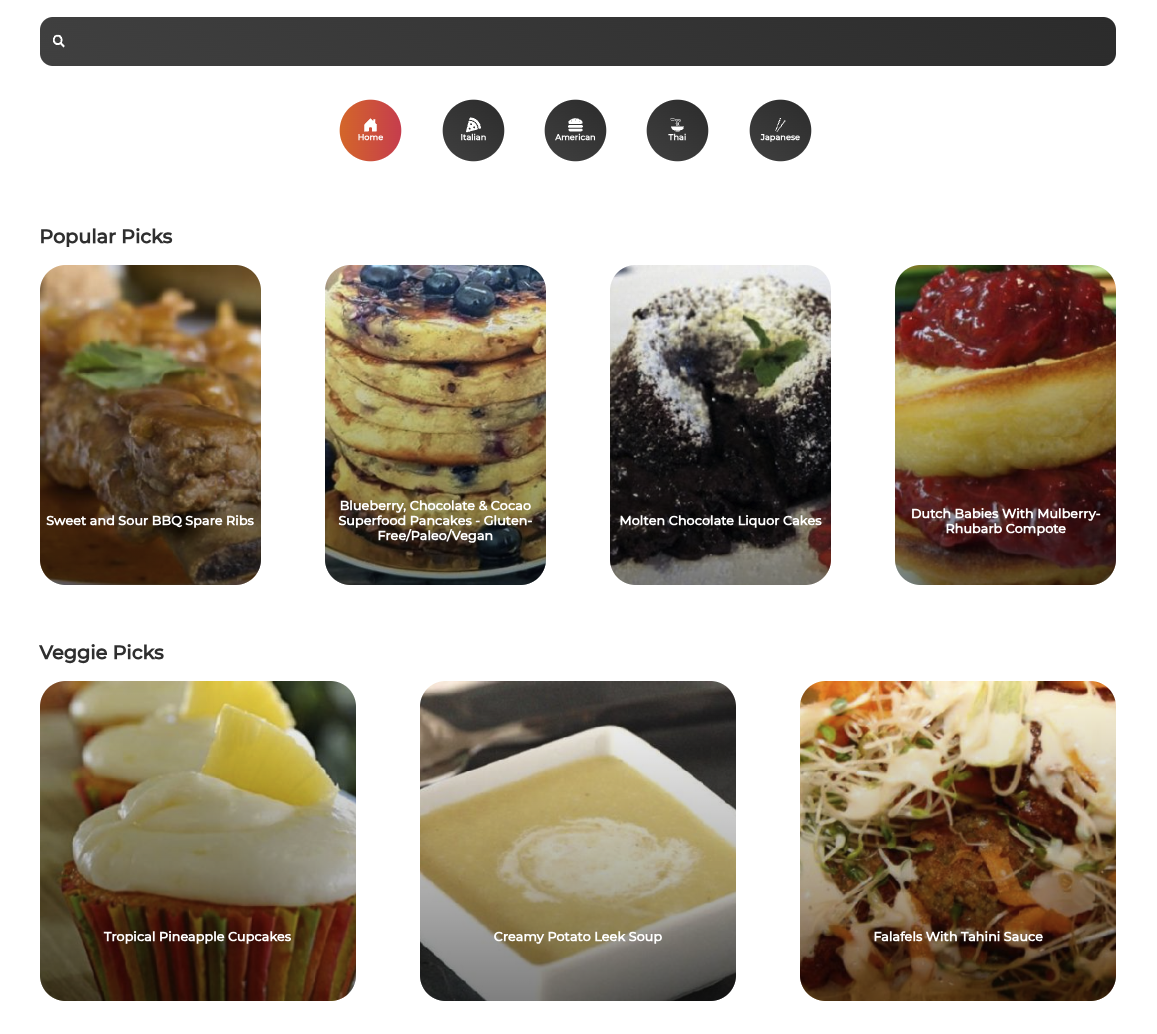 Home
Italian
American
Thai
Japanese
Popular Picks
Sweet and Sour BBQ Spare Ribs
Blueberry, Chocolate & Cocao
Superfood Pancakes - Gluten-
Free/Paleo/Vegan
Molten Chocolate Liquor Cakes
Dutch Babies With Mulberry-
Rhubarb Compote
Veggie Picks
Tropical Pineapple Cupcakes
Creamy Potato Leek Soup
Falafels With Tahini Sauce